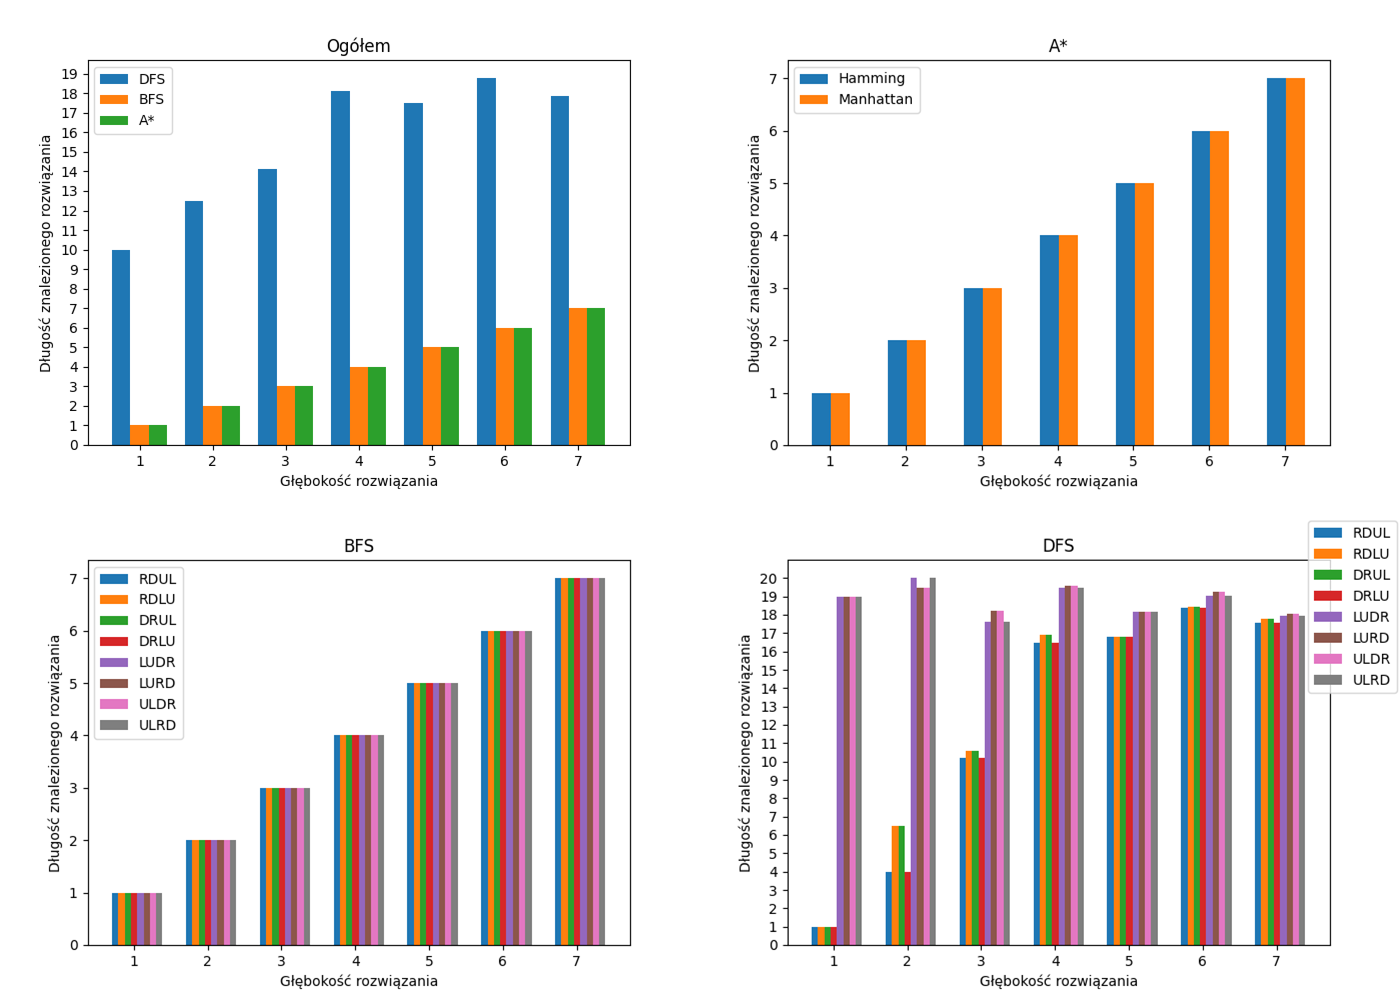 Ogółem
DFS
BFS
A*
Długość znalezionego rozwiązania
19
18
17
16
15
14
13
12
11
10
9
8
7
6
5
4
3
2
1
0
1 2 3 4 5 6 7
Głębokość rozwiązania
A*
Hamming
Manhattan
Długość znalezionego rozwiązania
7
6
5
4
3
2
1
0
1 2 3 4 5 6 7
Głębokość rozwiązania
BFS
RDUL
RDLU
DRUL
DRLU
LUDR
LURD
ULDR
ULRD
Długość znalezionego rozwiązania
7
6
5
4
3
2
1
0
1 2 3 4 5 6 7
Głębokość rozwiązania
DFS
RDUL
RDLU
DRUL
DRLU
LUDR
LURD
ULDR
ULRD
Długość znalezionego rozwiązania
20
19
18
17
16
15
14
13
12
11
10
9
8
7
6
5
4
3
2
1
0
1 2 3 4 5 6 7
Głębokość rozwiązania